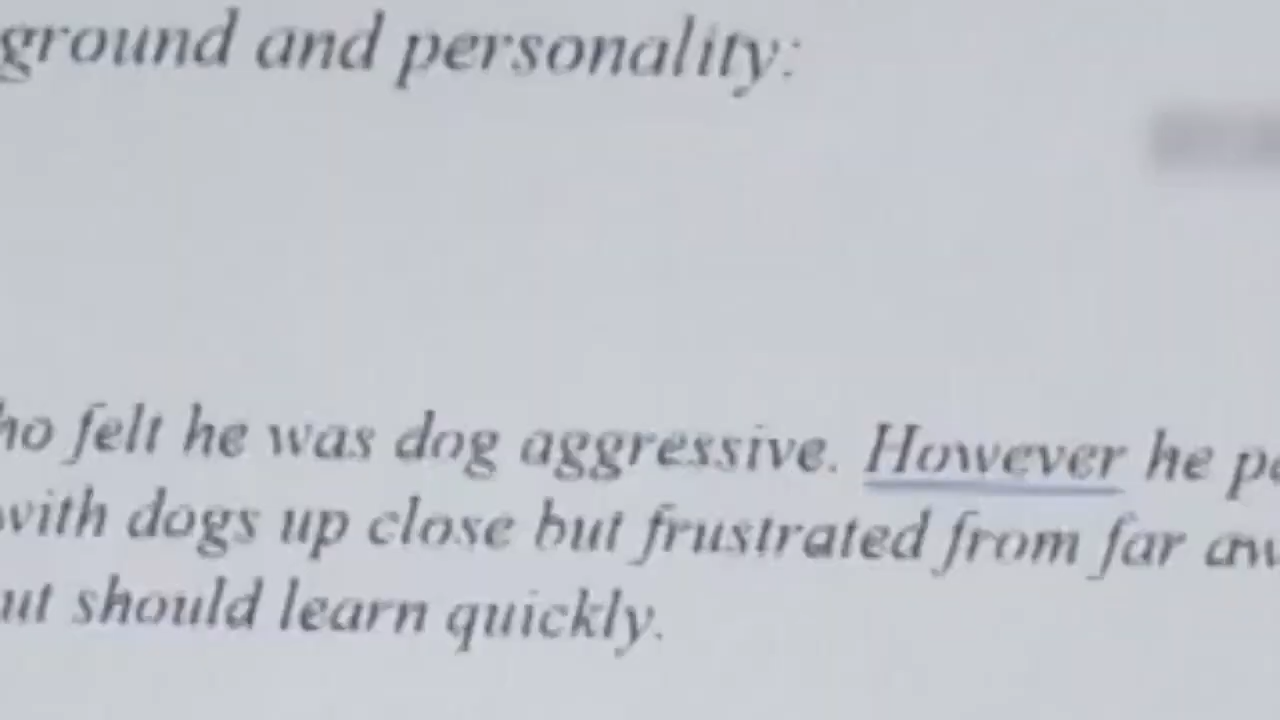 ground and personality:
ho felt he was dog aggressive. However he pe
with dogs up close but frustrated from far aw
ut should learn quickly.